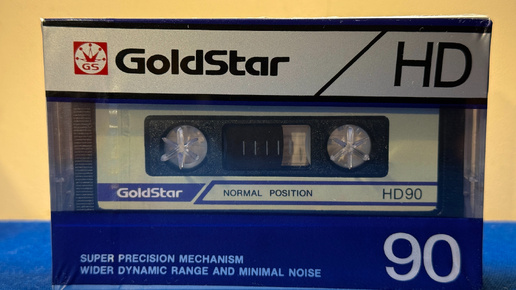 GS
GoldStar
HD
GoldStar
NORMAL POSITION
HD90
SUPER PRECISION MECHANISM
WIDER DYNAMIC RANGE AND MINIMAL NOISE
90